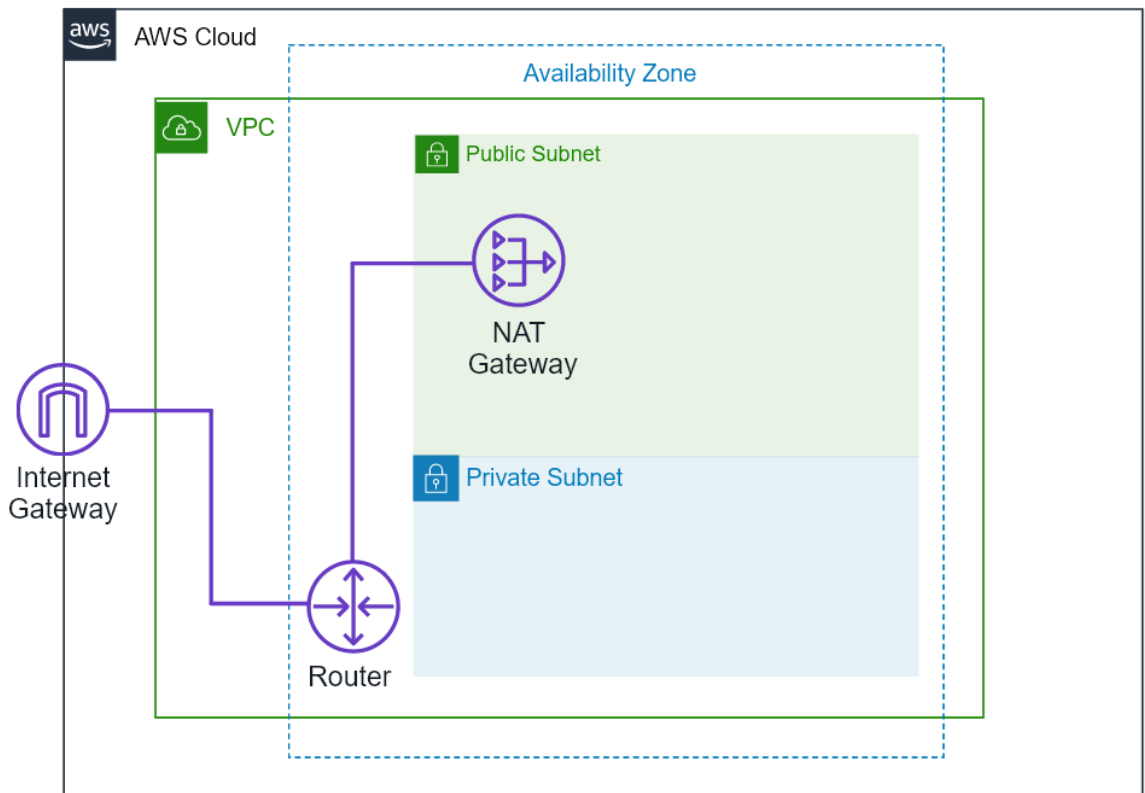 aws
AWS Cloud
Availability Zone
VPC
Public Subnet
NAT
Gateway
Internet
Gateway
Private Subnet
Router